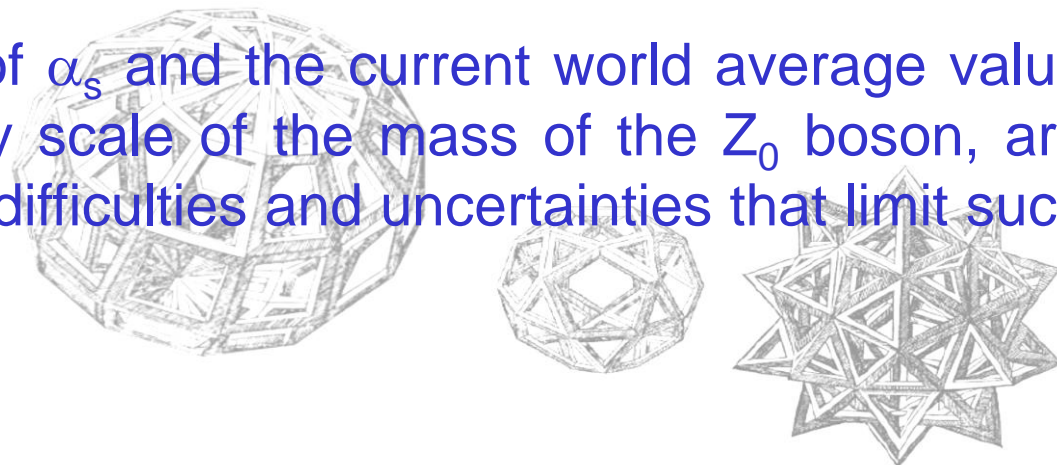 of αs and the current world average valu
y scale of the mass of the Z0 boson, ar
difficulties and uncertainties that limit suc